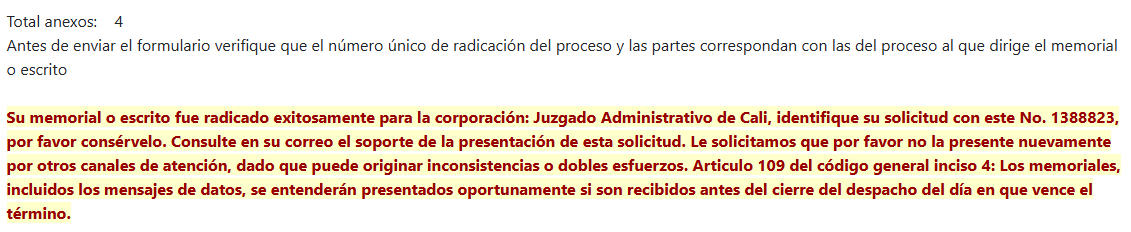 Total anexos: 4
Antes de enviar el formulario verifique que el número único de radicación del proceso y las partes correspondan con las del proceso al que dirige el memorial
o escrito
Su memorial o escrito fue radicado exitosamente para la corporación: Juzgado Administrativo de Cali, identifique su solicitud con este No. 1388823,
por favor consérvelo. Consulte en su correo el soporte de la presentación de esta solicitud. Le solicitamos que por favor no la presente nuevamente
por otros canales de atención, dado que puede originar inconsistencias o dobles esfuerzos. Articulo 109 del código general inciso 4: Los memoriales,
incluidos los mensajes de datos, se entenderán presentados oportunamente si son recibidos antes del cierre del despacho del día en que vence el
término.